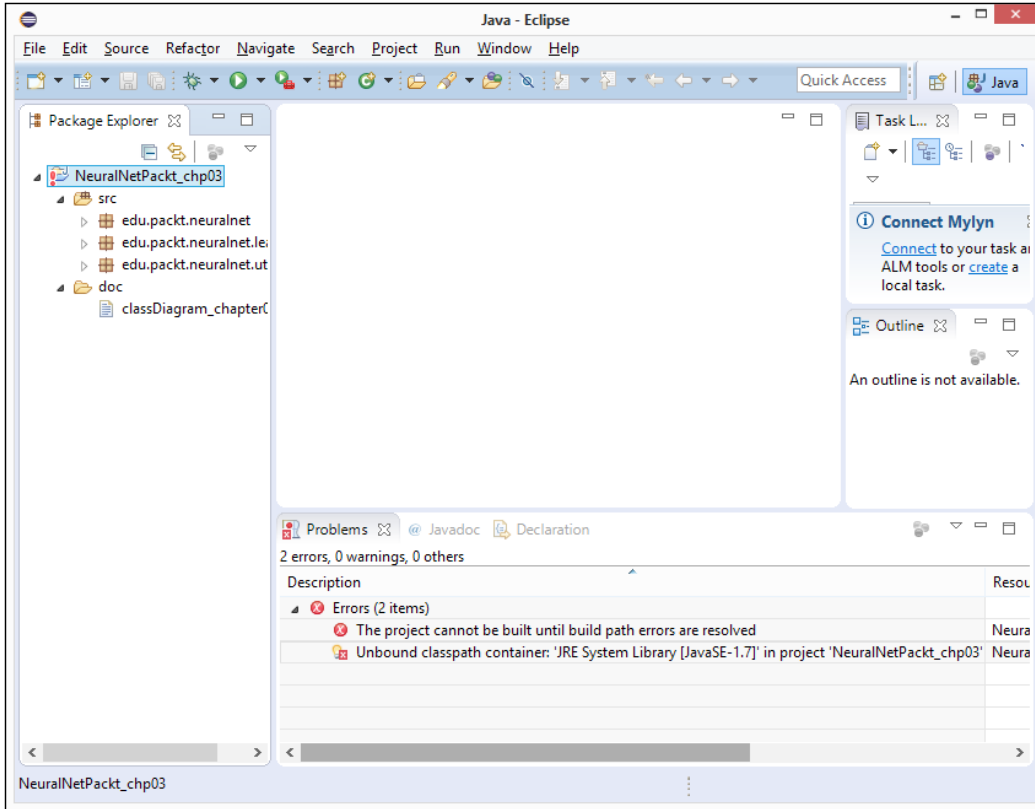 Java - Eclipse
File Edit Source Refactor Navigate Search Project Run Window Help
Quick Access
Java
Package Explorer
NeuralNetPackt_chp03
src
edu.packt.neuralnet
edu.packt.neuralnet.lea
edu.packt.neuralnet.ut
doc
classDiagram_chapter0
Task L...
Connect Mylyn
Connect to your task an
ALM tools or create a
local task.
Outline
An outline is not available.
Problems @ Javadoc Declaration
2 errors, 0 warnings, 0 others
Description Resou
Errors (2 items)
The project cannot be built until build path errors are resolved Neura
Unbound classpath container: 'JRE System Library [JavaSE-1.7]' in project 'NeuralNetPackt_chp03' Neura
NeuralNetPackt_chp03